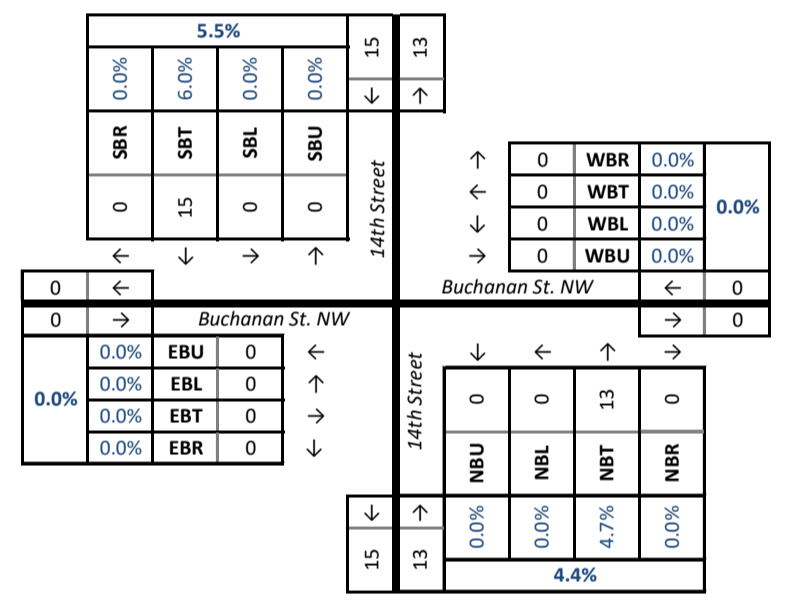 5.5%
15 13
0.0% 6.0% 0.0% 0.0%
↓ ↑
SBR SBT SBL SBU
0 15 0 0
← ↓ → ↑
14th Street
↑ 0 WBR 0.0%
← 0 WBT 0.0%
↓ 0 WBL 0.0%
→ 0 WBU 0.0%
0.0%
0 ←
Buchanan St. NW ← 0
0 → Buchanan St. NW
→ 0
0.0%
0.0% EBU 0 ←
0.0% EBL 0 ↑
0.0% EBT 0 →
0.0% EBR 0 ↓
14th Street
↓ ← ↑ →
0 0 13 0
NBU NBL NBT NBR
↓ ↑
0.0% 0.0% 4.7% 0.0%
15 13
4.4%